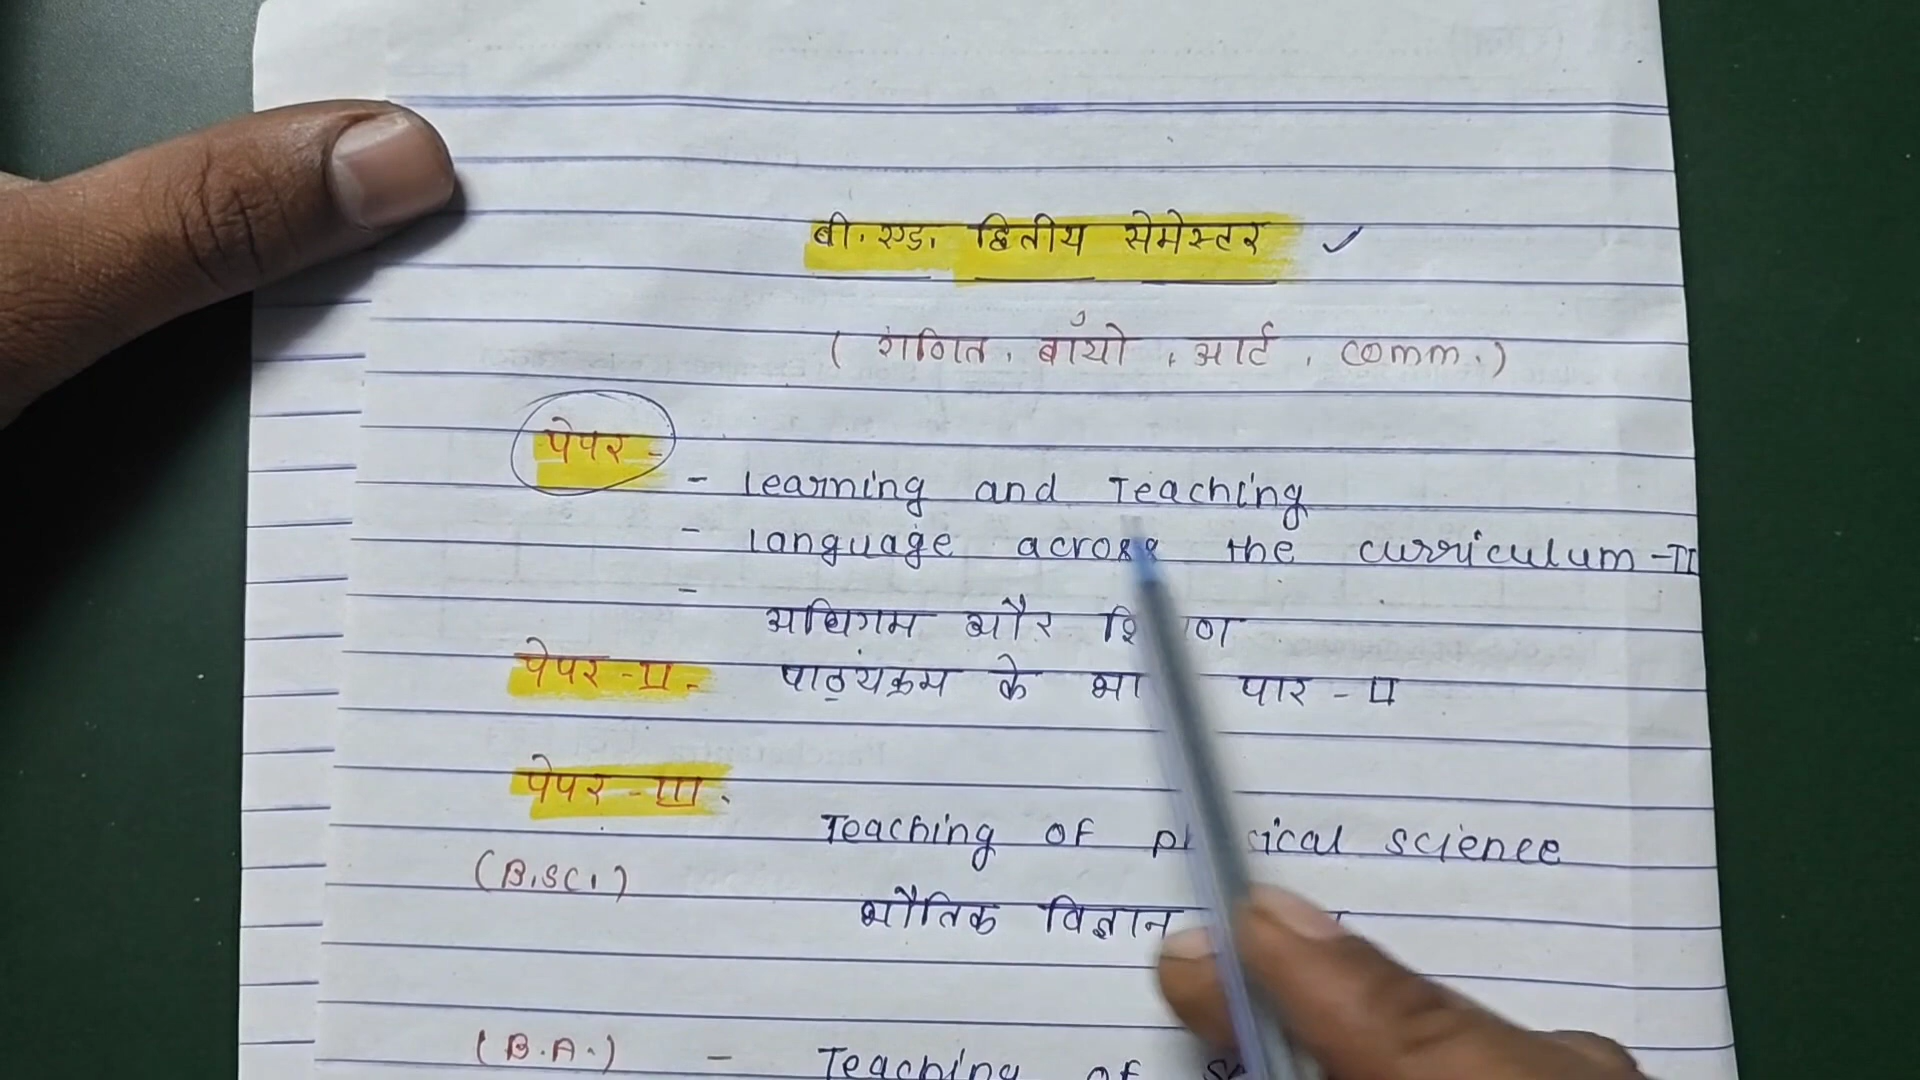 बी. एड. द्वितीय सेमेस्टर
( गणित, बॉयो, आर्ट, comm. )
पेपर -
- Learning and Teaching
- Language across the curriculum - II
- अधिगम और
पेपर - II. पाठ्यक्रम के पार - II
पेपर - III.
Teaching of science
(B.SC.)
भौतिक विज्ञान
(B.A.) - Teaching of